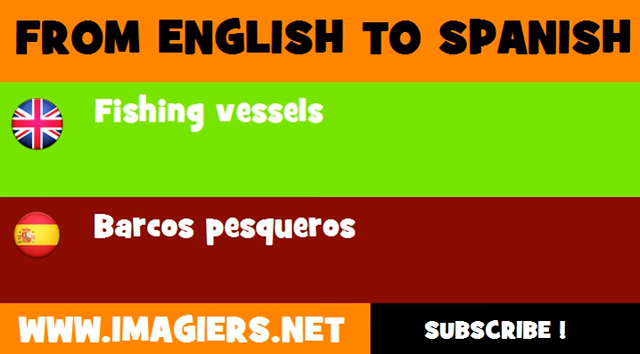 FROM ENGLISH TO SPANISH
Fishing vessels
Barcos pesqueros
WWW.IMAGIERS.NET
SUBSCRIBE !